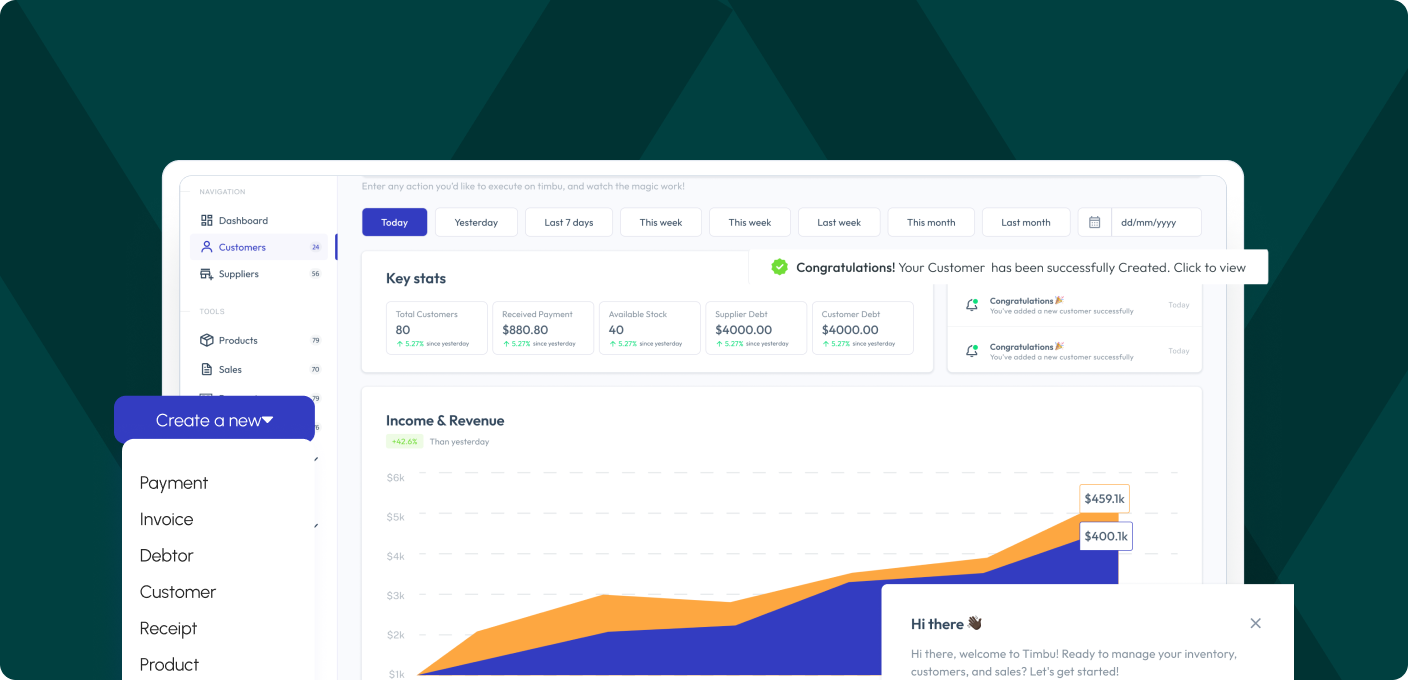 NAVIGATION
Dashboard
Customers 24
Suppliers 56
TOOLS
Products 79
Sales 70
79
Create a new
Payment
Invoice
Debtor
Customer
Receipt
Product
Enter any action you'd like to execute on timbu, and watch the magic work!
Today Yesterday Last 7 days This week This week Last week This month Last month dd/mm/yyyy
Congratulations! Your Customer has been successfully Created. Click to view
Key stats
Total Customers
80
5.27% since yesterday
Received Payment
$880.80
5.27% since yesterday
Available Stock
40
5.27% since yesterday
Supplier Debt
$4000.00
5.27% since yesterday
Customer Debt
$4000.00
5.27% since yesterday
Congratulations🎉 Today
You've added a new customer successfully
Congratulations🎉 Today
You've added a new customer successfully
Income & Revenue
+42.6% Than yesterday
$6k
$5k
$4k
$3k
$2k
$1k
$459.1k
$400.1k
Hi there 👋🏿
Hi there, welcome to Timbu! Ready to manage your inventory,
customers, and sales? Let's get started!